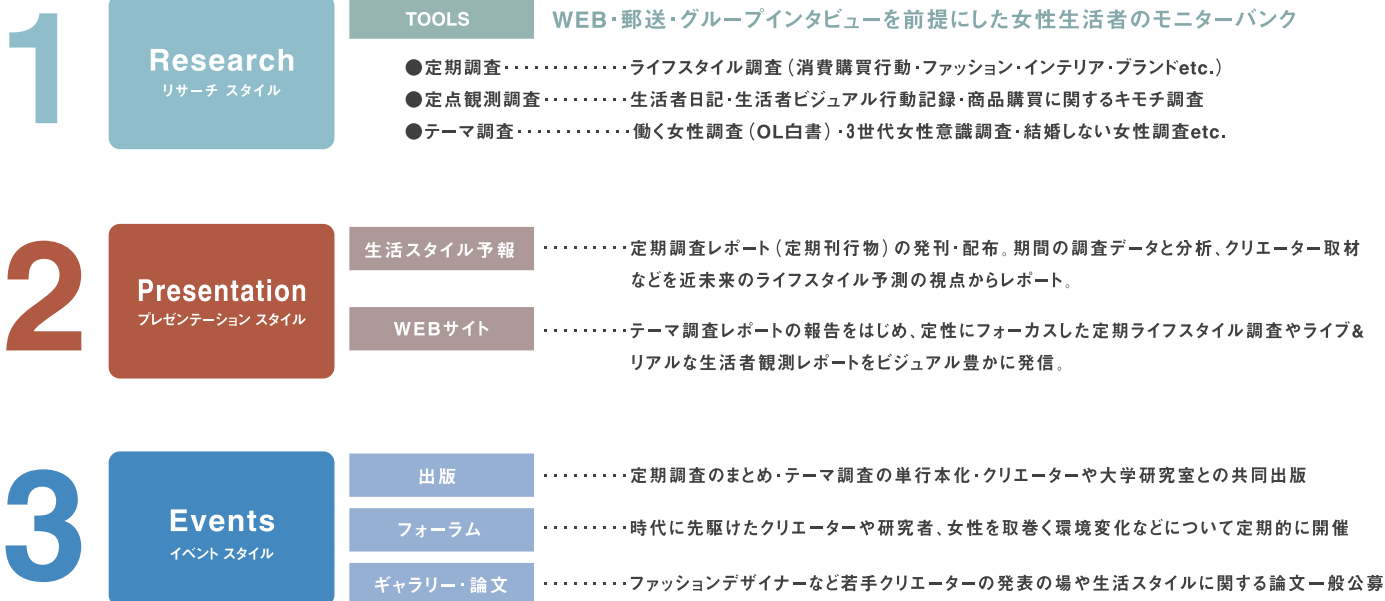 1
Research
リサーチ スタイル
TOOLS
WEB・郵送・グループインタビューを前提にした女性生活者のモニターバンク
●定期調査・・・・・・・・・・・・・ライフスタイル調査(消費購買行動・ファッション・インテリア・ブランドetc.)
●定点観測調査・・・・・・・・・生活者日記・生活者ビジュアル行動記録・商品購買に関するキモチ調査
●テーマ調査・・・・・・・・・・・・働く女性調査(OL白書)・3世代女性意識調査・結婚しない女性調査etc.
2
Presentation
プレゼンテーション スタイル
生活スタイル予報
・・・・・・・・・定期調査レポート(定期刊行物)の発刊・配布。期間の調査データと分析、クリエーター取材
などを近未来のライフスタイル予測の視点からレポート。
WEBサイト
・・・・・・・・・テーマ調査レポートの報告をはじめ、定性にフォーカスした定期ライフスタイル調査やライブ&
リアルな生活者観測レポートをビジュアル豊かに発信。
3
Events
イベント スタイル
出版
・・・・・・・・・定期調査のまとめ・テーマ調査の単行本化・クリエーターや大学研究室との共同出版
フォーラム
・・・・・・・・・時代に先駆けたクリエーターや研究者、女性を取巻く環境変化などについて定期的に開催
ギャラリー・論文
・・・・・・・・・ファッションデザイナーなど若手クリエーターの発表の場や生活スタイルに関する論文一般公募